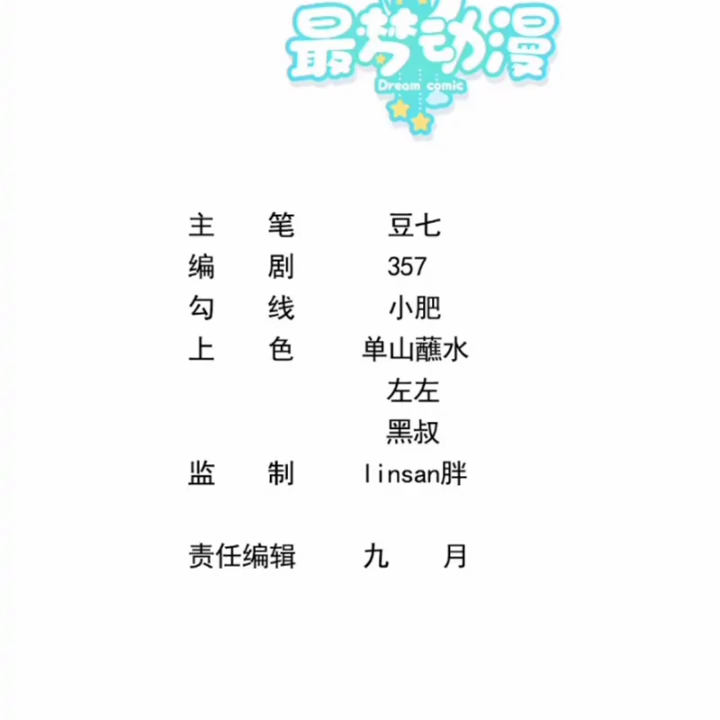 最梦动漫
Dream comic
主 笔 豆七
编 剧 357
勾 线 小肥
上 色 单山蘸水
左左
黑叔
监 制 linsan胖
责任编辑 九 月